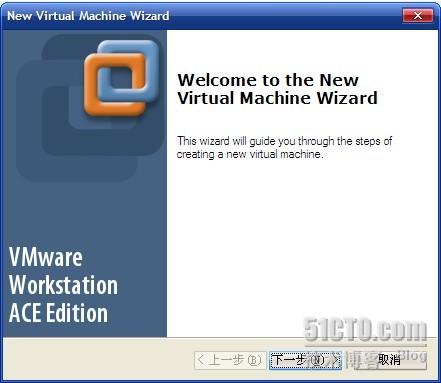 New Virtual Machine Wizard
Welcome to the New
Virtual Machine Wizard
This wizard will guide you through the steps of
creating a new virtual machine.
VMware
Workstation
ACE Edition
51CTO.com
技术博客 Blog
< 上一步(B) 下一步(N) > 取消